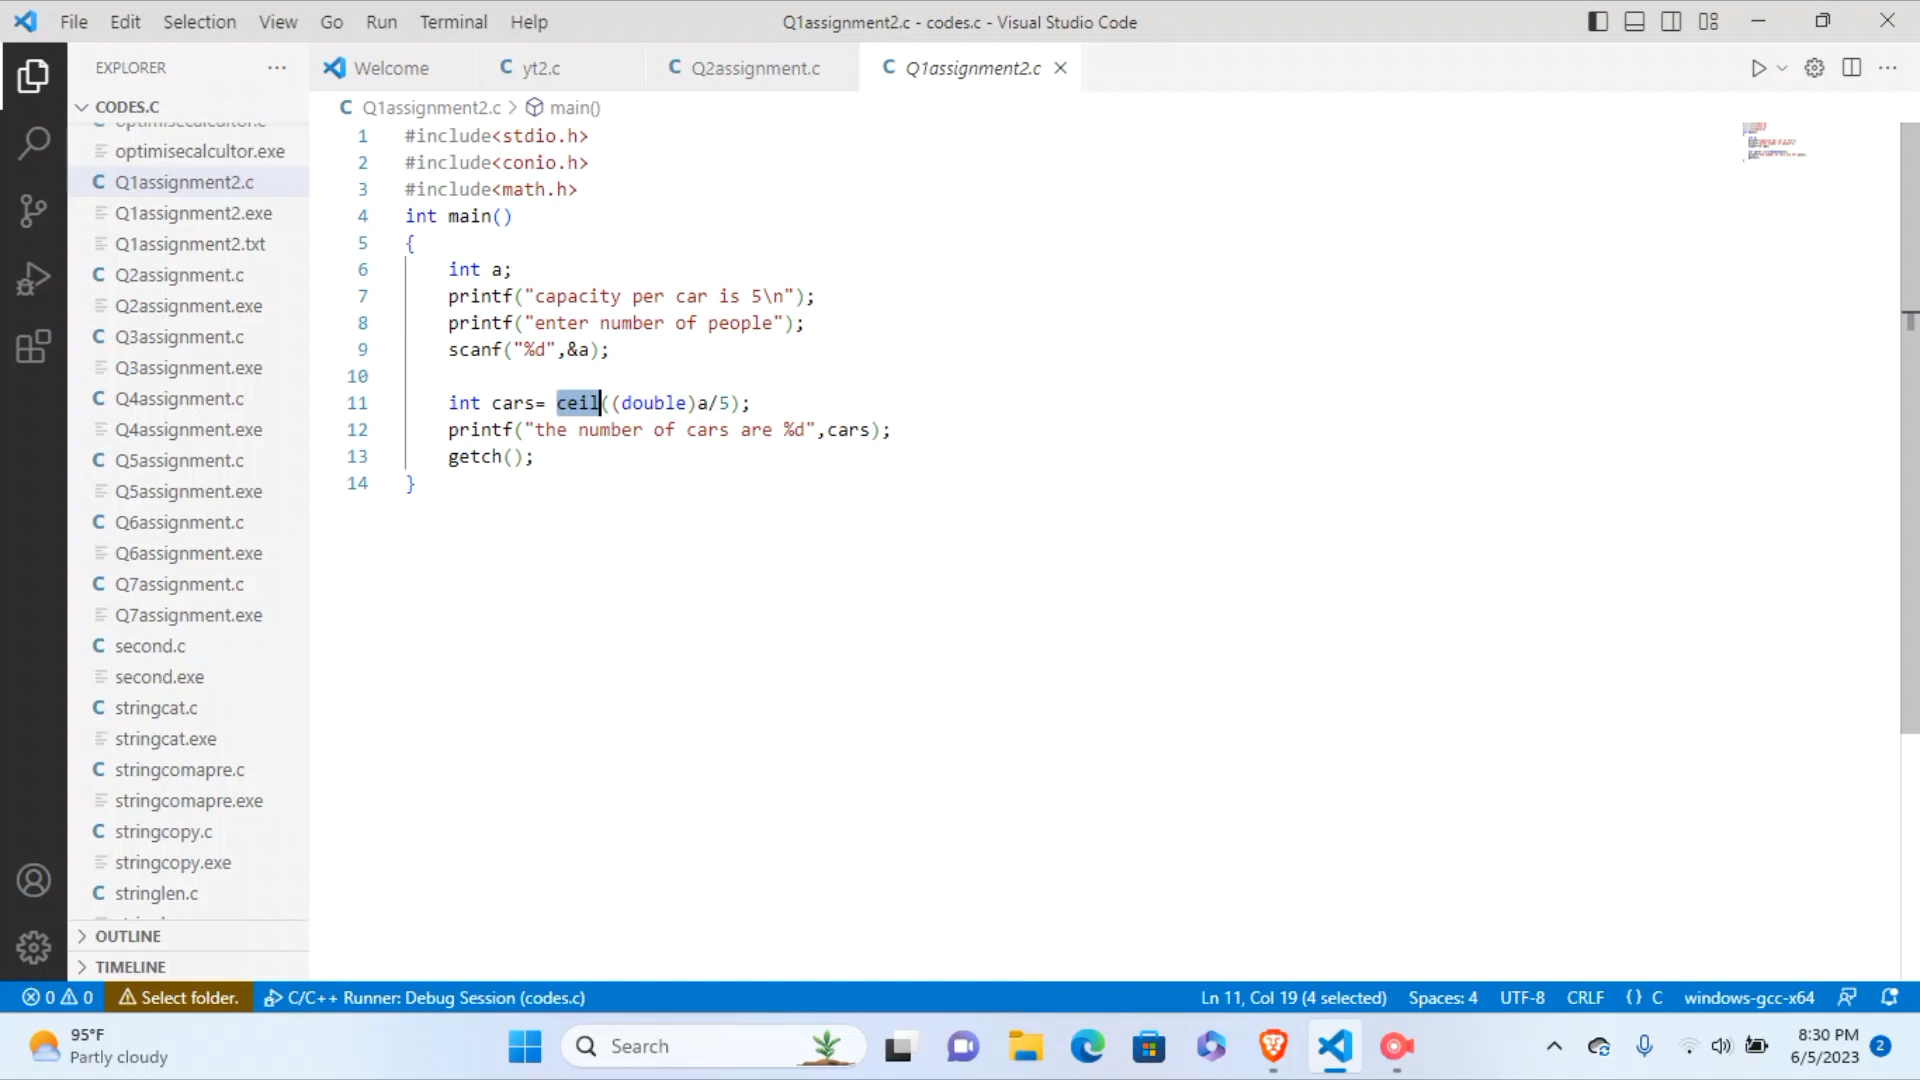 File Edit Selection View Go Run Terminal Help Q1assignment2.c - codes.c - Visual Studio Code
EXPLORER ··· Welcome yt2.c Q2assignment.c Q1assignment2.c
CODES.C
optimisecalcultor.c
optimisecalcultor.exe
Q1assignment2.c
Q1assignment2.exe
Q1assignment2.txt
Q2assignment.c
Q2assignment.exe
Q3assignment.c
Q3assignment.exe
Q4assignment.c
Q4assignment.exe
Q5assignment.c
Q5assignment.exe
Q6assignment.c
Q6assignment.exe
Q7assignment.c
Q7assignment.exe
second.c
second.exe
stringcat.c
stringcat.exe
stringcomapre.c
stringcomapre.exe
stringcopy.c
stringcopy.exe
stringlen.c
OUTLINE
TIMELINE
C Q1assignment2.c > main()
1 #include<stdio.h>
2 #include<conio.h>
3 #include<math.h>
4 int main()
5 {
6 int a;
7 printf("capacity per car is 5\n");
8 printf("enter number of people");
9 scanf("%d",&a);
10
11 int cars= ceil((double)a/5);
12 printf("the number of cars are %d",cars);
13 getch();
14 }
0 0 Select folder. C/C++ Runner: Debug Session (codes.c) Ln 11, Col 19 (4 selected) Spaces: 4 UTF-8 CRLF {} C windows-gcc-x64
95°F
Partly cloudy
Search
8:30 PM
6/5/2023
2